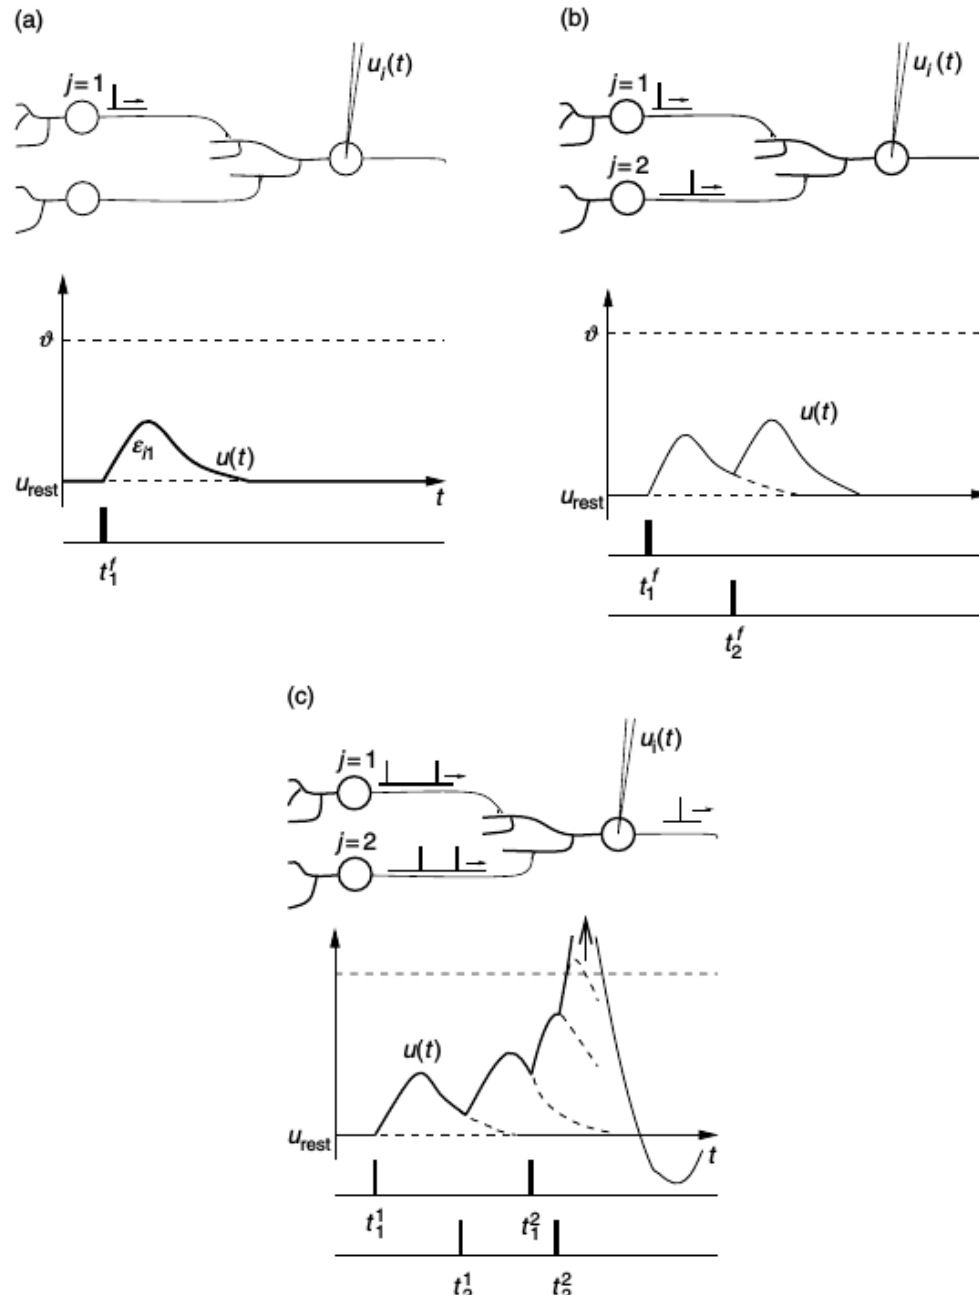 (a)
j=1
u_i(t)
ϑ
ε_i1
u(t)
u_rest
t
t_1^f
(b)
j=1
u_i(t)
j=2
ϑ
u(t)
u_rest
t_1^f
t_2^f
(c)
j=1
u_i(t)
j=2
u(t)
u_rest
t
t_1^1
t_1^2
t_2^1
t_2^2